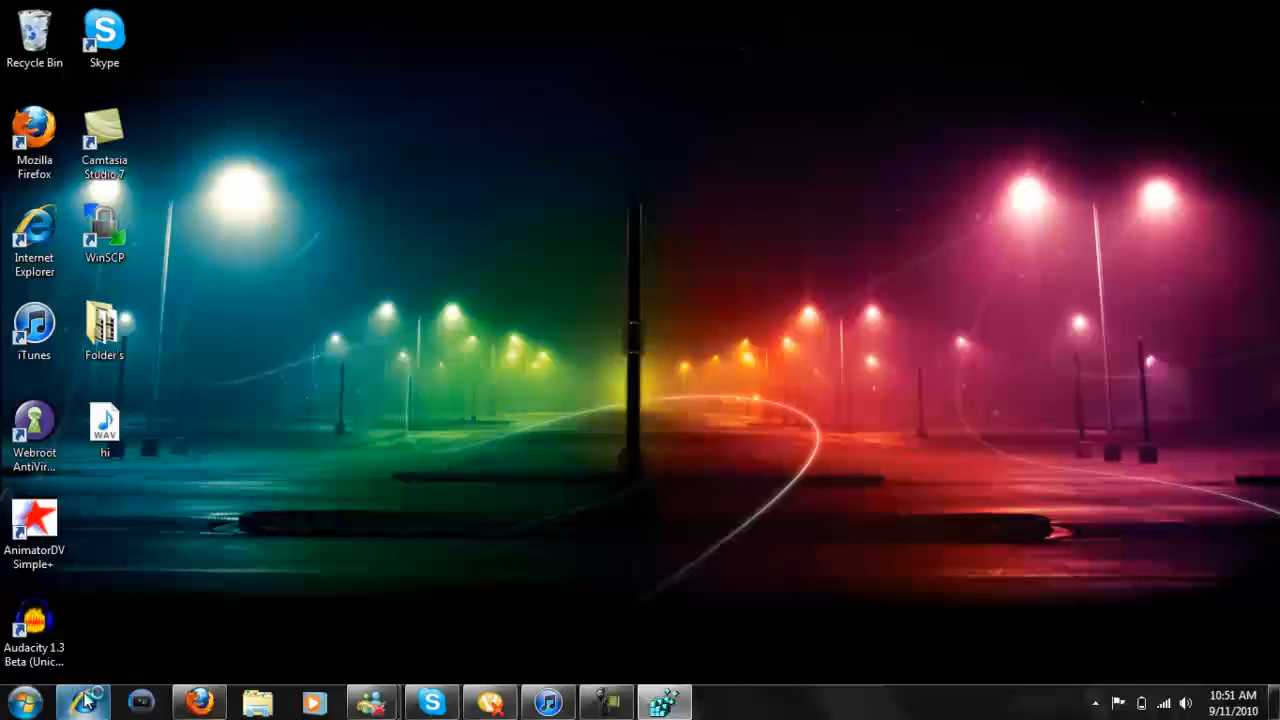 Recycle Bin
Skype
Mozilla
Firefox
Camtasia
Studio 7
Internet
Explorer
WinSCP
iTunes
Folder's
Webroot
AntiVir...
WAV
hi
AnimatorDV
Simple+
Audacity 1.3
Beta (Unic...
10:51 AM
9/11/2010